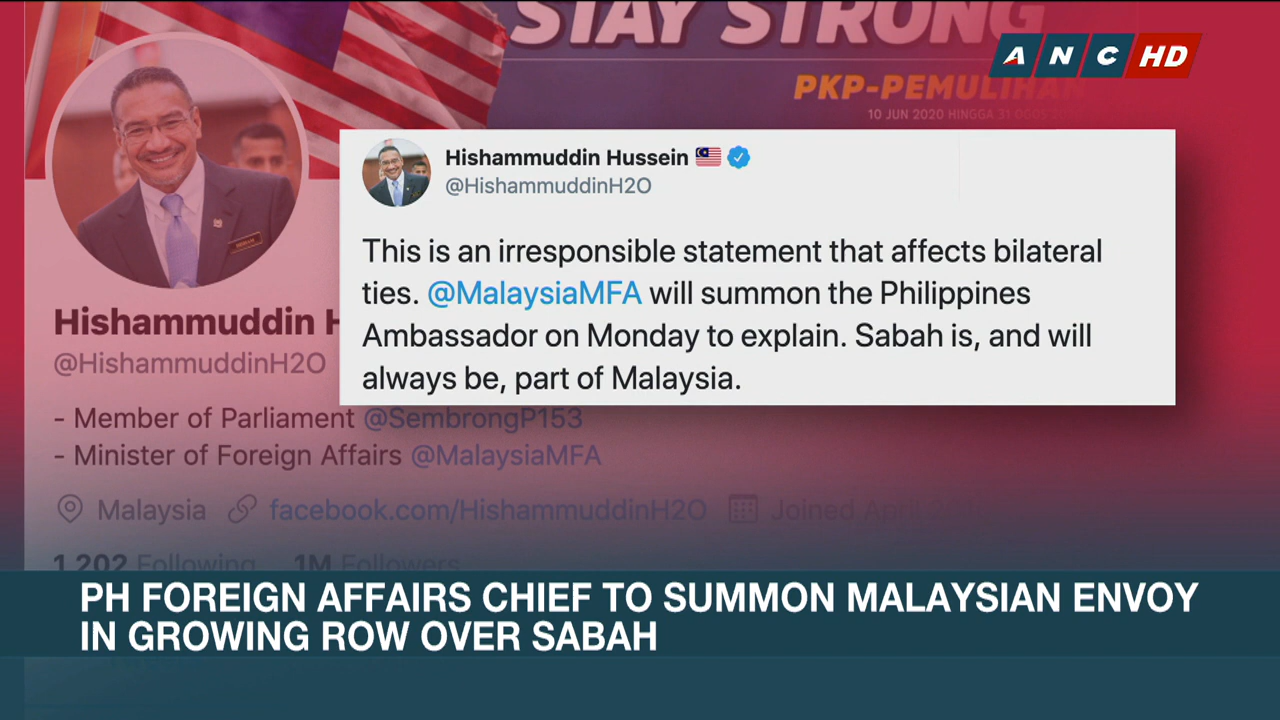 STAY STRONG
ANC HD
PKP-PEMULIHAN
10 JUN 2020 HINGGA 31
Hishammuddin Hussein
@HishammuddinH2O
This is an irresponsible statement that affects bilateral
ties. @MalaysiaMFA will summon the Philippines
Ambassador on Monday to explain. Sabah is, and will
always be, part of Malaysia.
Hishammuddin H
@HishammuddinH2O
- Member of Parliament @SembrongP153
- Minister of Foreign Affairs @MalaysiaMFA
Malaysia facebook.com/HishammuddinH2O Joined April
1,202 Following 1M Followers
PH FOREIGN AFFAIRS CHIEF TO SUMMON MALAYSIAN ENVOY
IN GROWING ROW OVER SABAH